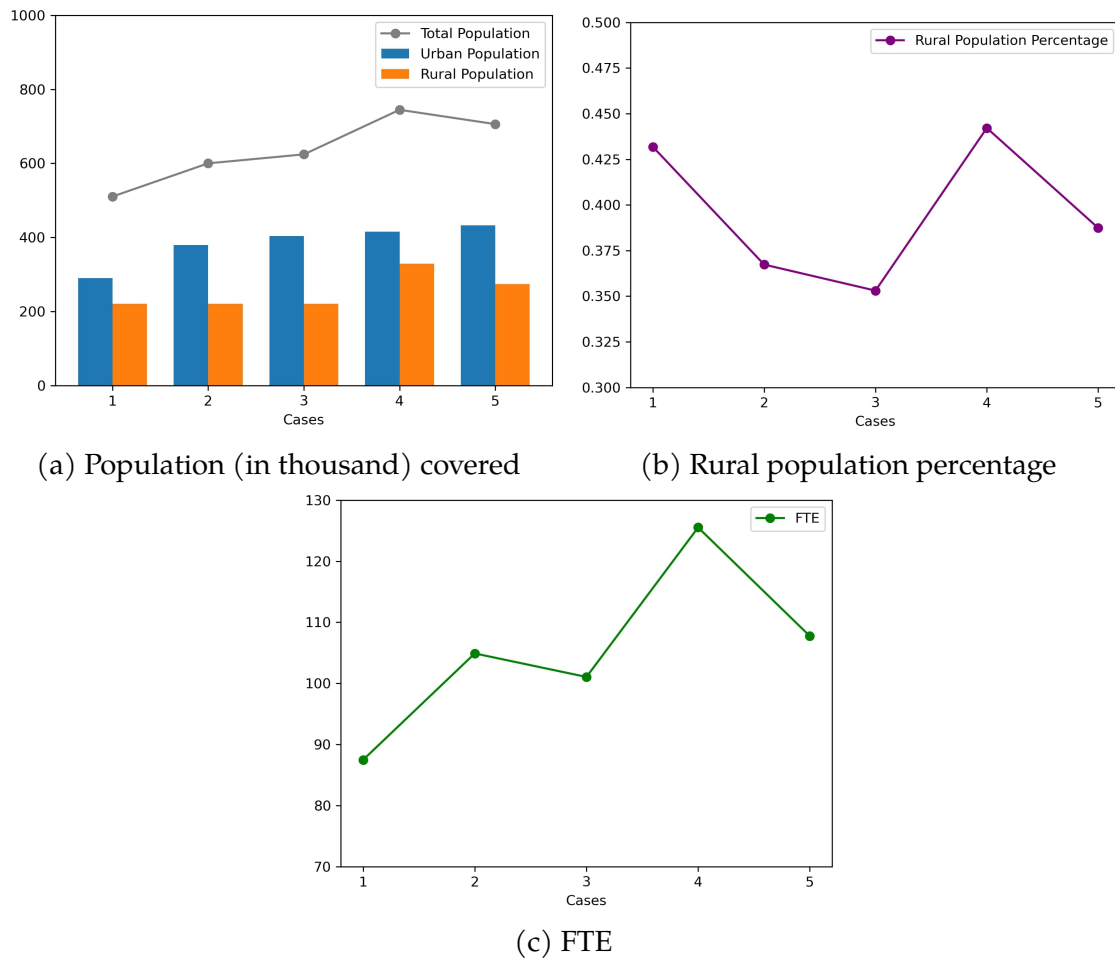 1000
800
600
400
200
0
Total Population
Urban Population
Rural Population
1 2 3 4 5
Cases
(a) Population (in thousand) covered
0.500
0.475
0.450
0.425
0.400
0.375
0.350
0.325
0.300
Rural Population Percentage
1 2 3 4 5
Cases
(b) Rural population percentage
130
120
110
100
90
80
70
FTE
1 2 3 4 5
Cases
(c) FTE